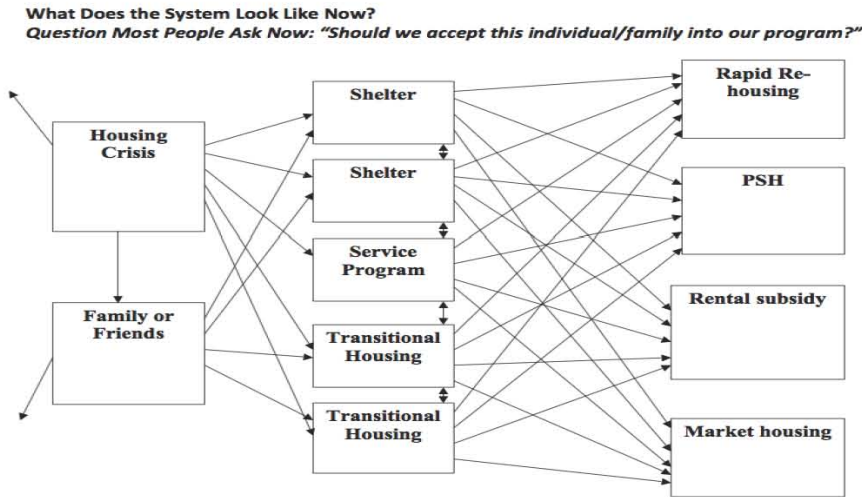 What Does the System Look Like Now?
Question Most People Ask Now: “Should we accept this individual/family into our program?”
Housing
Crisis
Family or
Friends
Shelter
Shelter
Service
Program
Transitional
Housing
Transitional
Housing
Rapid Re-
housing
PSH
Rental subsidy
Market housing